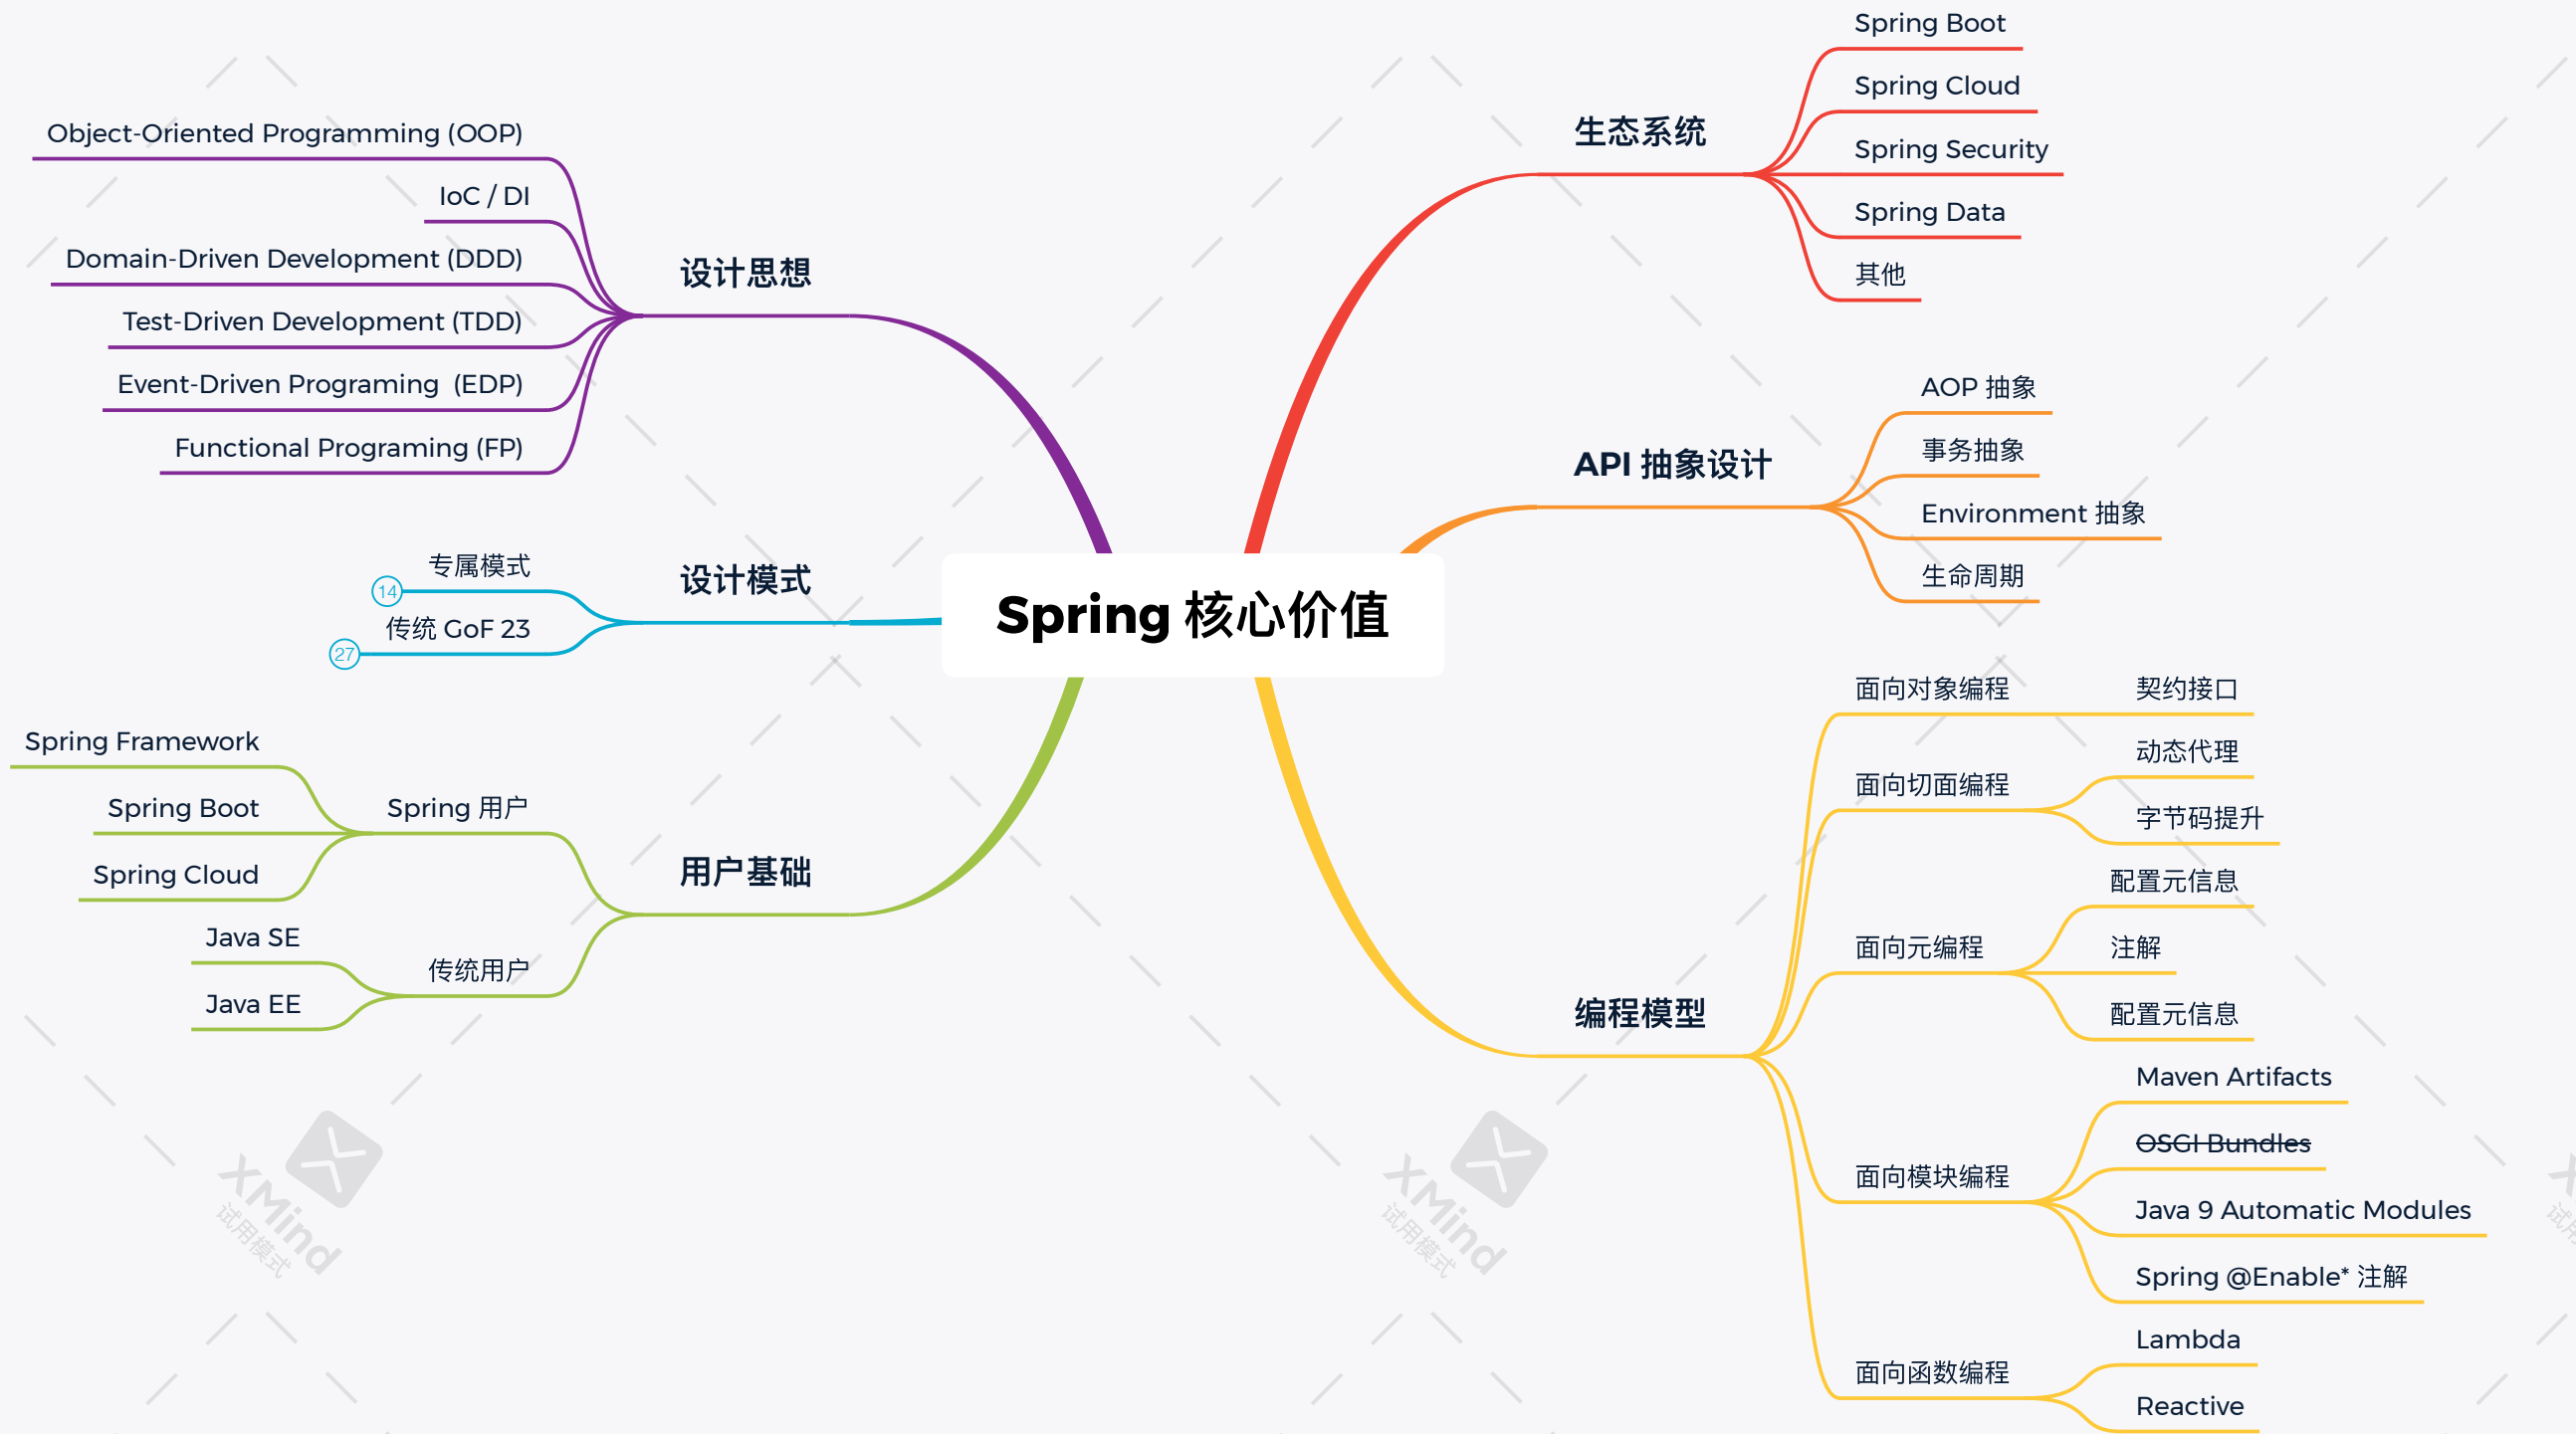 Spring 核心价值
生态系统
Spring Boot
Spring Cloud
Spring Security
Spring Data
其他
API 抽象设计
AOP 抽象
事务抽象
Environment 抽象
生命周期
编程模型
面向对象编程
契约接口
面向切面编程
动态代理
字节码提升
面向元编程
配置元信息
注解
配置元信息
面向模块编程
Maven Artifacts
OSGI Bundles
Java 9 Automatic Modules
Spring @Enable* 注解
面向函数编程
Lambda
Reactive
设计思想
Object-Oriented Programming (OOP)
IoC / DI
Domain-Driven Development (DDD)
Test-Driven Development (TDD)
Event-Driven Programing  (EDP)
Functional Programing (FP)
设计模式
专属模式
14
传统 GoF 23
27
用户基础
Spring 用户
Spring Framework
Spring Boot
Spring Cloud
传统用户
Java SE
Java EE
XMind
试用模式
XMind
试用模式